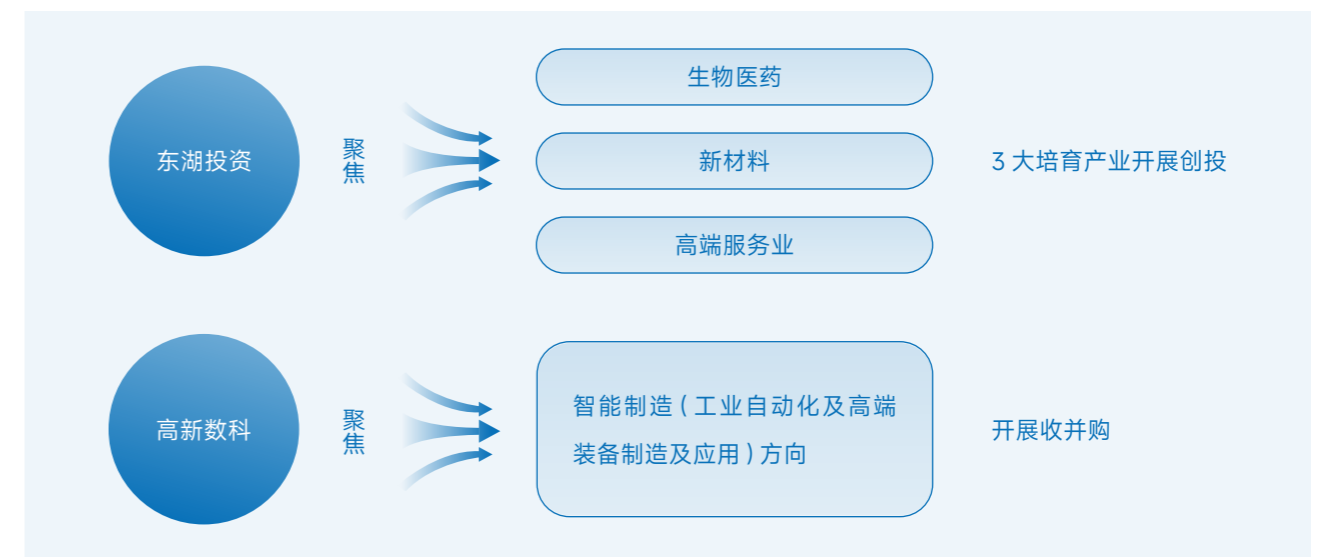 东湖投资
聚焦
生物医药
新材料
高端服务业
3 大培育产业开展创投
高新数科
聚焦
智能制造（工业自动化及高端
装备制造及应用）方向
开展收并购